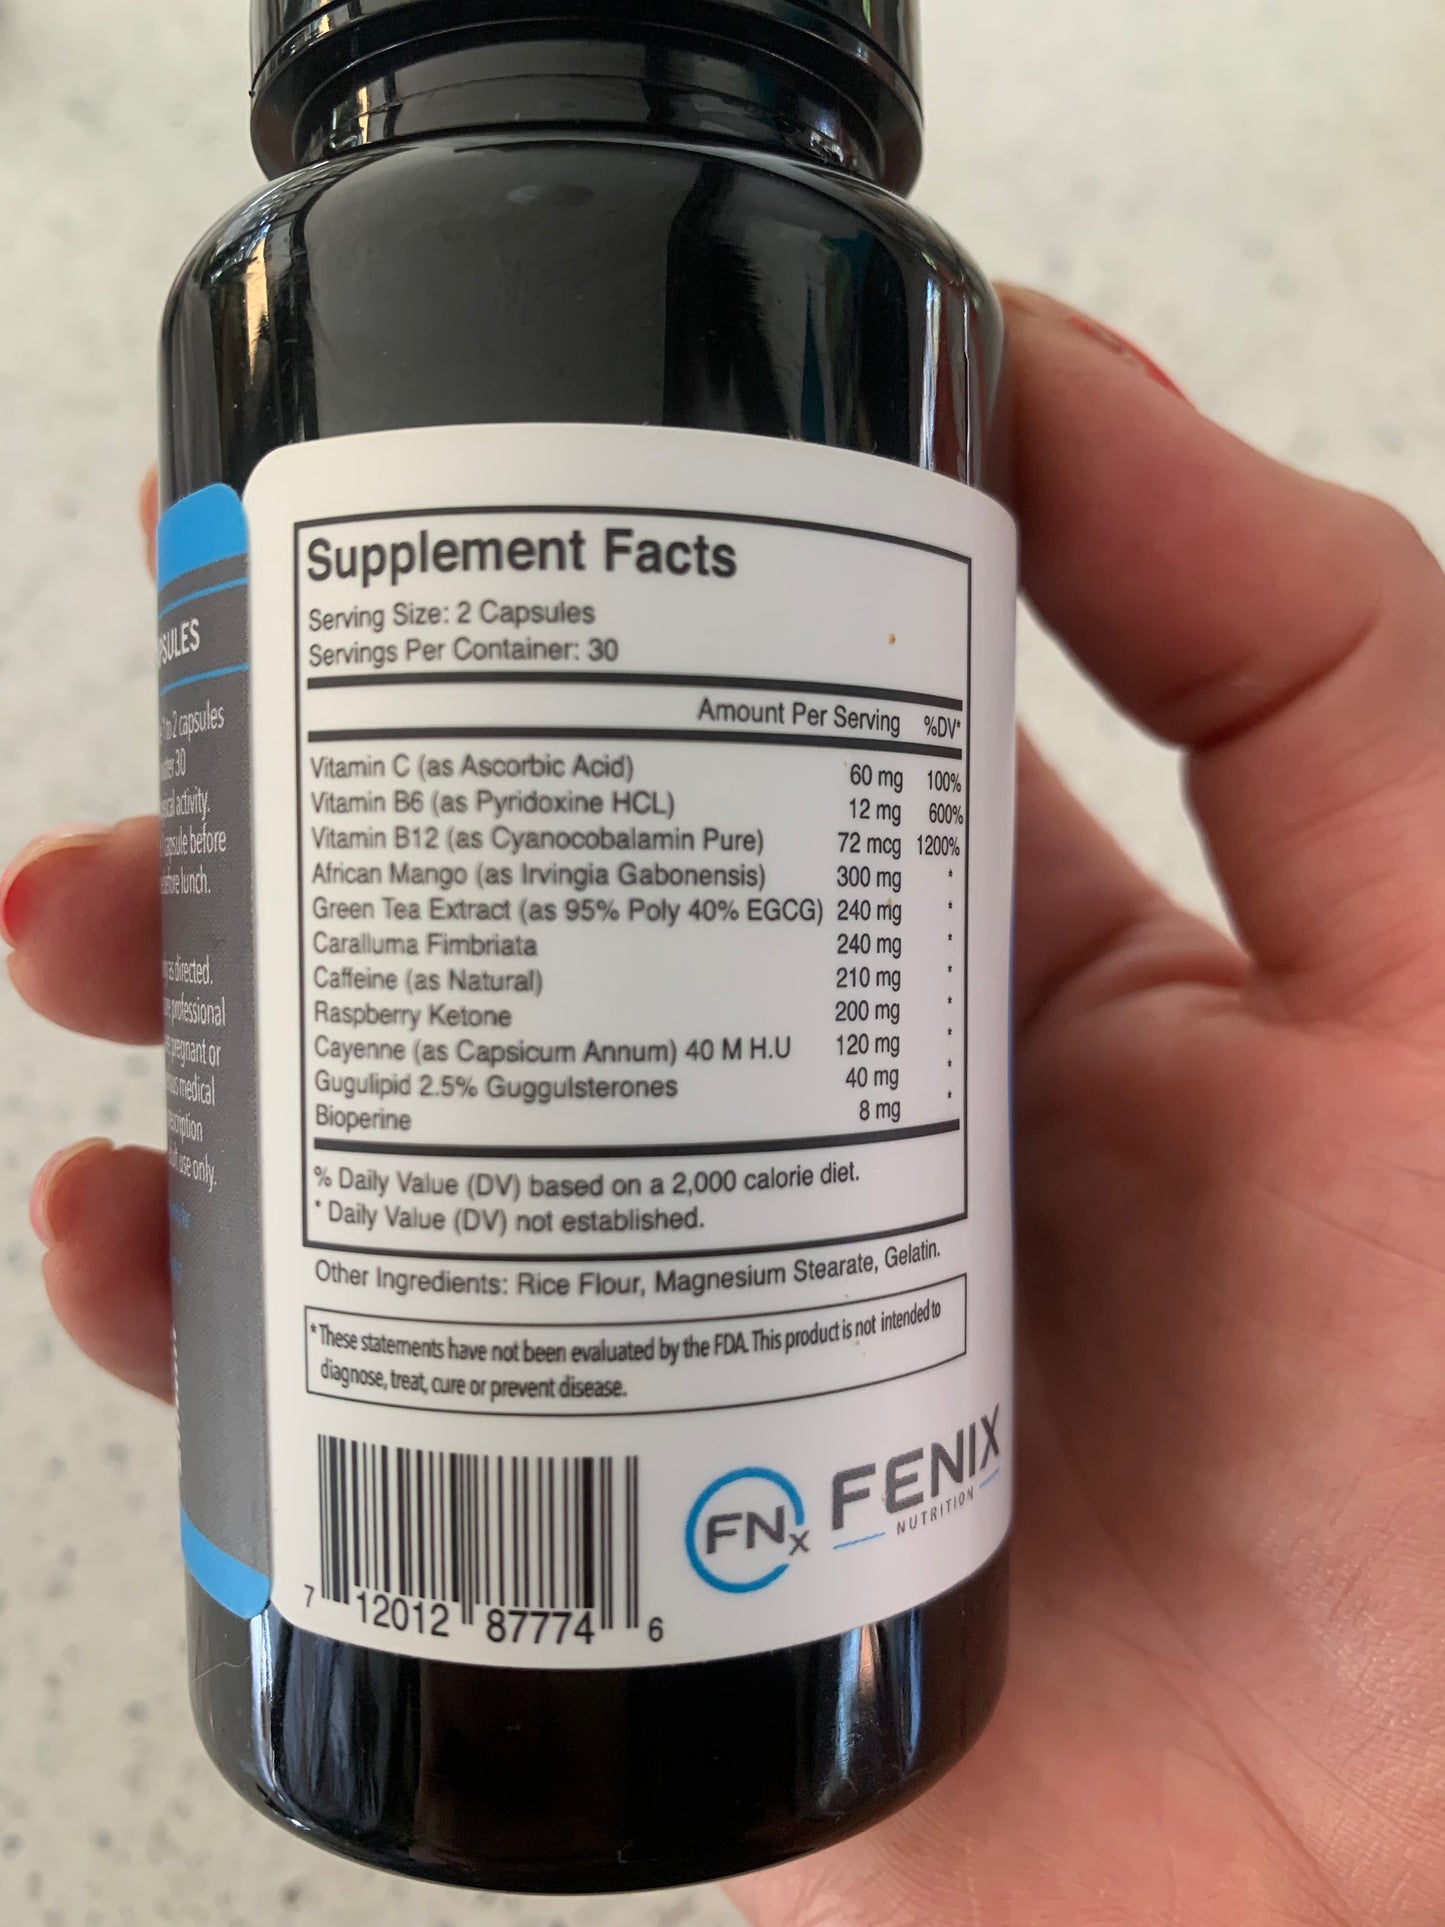 Supplement Facts
Serving Size: 2 Capsules
Servings Per Container: 30
Amount Per Serving %DV*
Vitamin C (as Ascorbic Acid) 60 mg 100%
Vitamin B6 (as Pyridoxine HCL) 12 mg 600%
Vitamin B12 (as Cyanocobalamin Pure) 72 mcg 1200%
African Mango (as Irvingia Gabonensis) 300 mg *
Green Tea Extract (as 95% Poly 40% EGCG) 240 mg *
Caralluma Fimbriata 240 mg *
Caffeine (as Natural) 210 mg *
Raspberry Ketone 200 mg *
Cayenne (as Capsicum Annum) 40 M H.U 120 mg *
Gugulipid 2.5% Guggulsterones 40 mg *
Bioperine 8 mg *
% Daily Value (DV) based on a 2,000 calorie diet.
* Daily Value (DV) not established.
Other Ingredients: Rice Flour, Magnesium Stearate, Gelatin.
*These statements have not been evaluated by the FDA. This product is not intended to
diagnose, treat, cure or prevent disease.
7 12012 87774 6
FNx FENIX
NUTRITION
to 2 capsules
30
activity.
before
lunch.
directed.
professional
pregnant or
medical
use only.